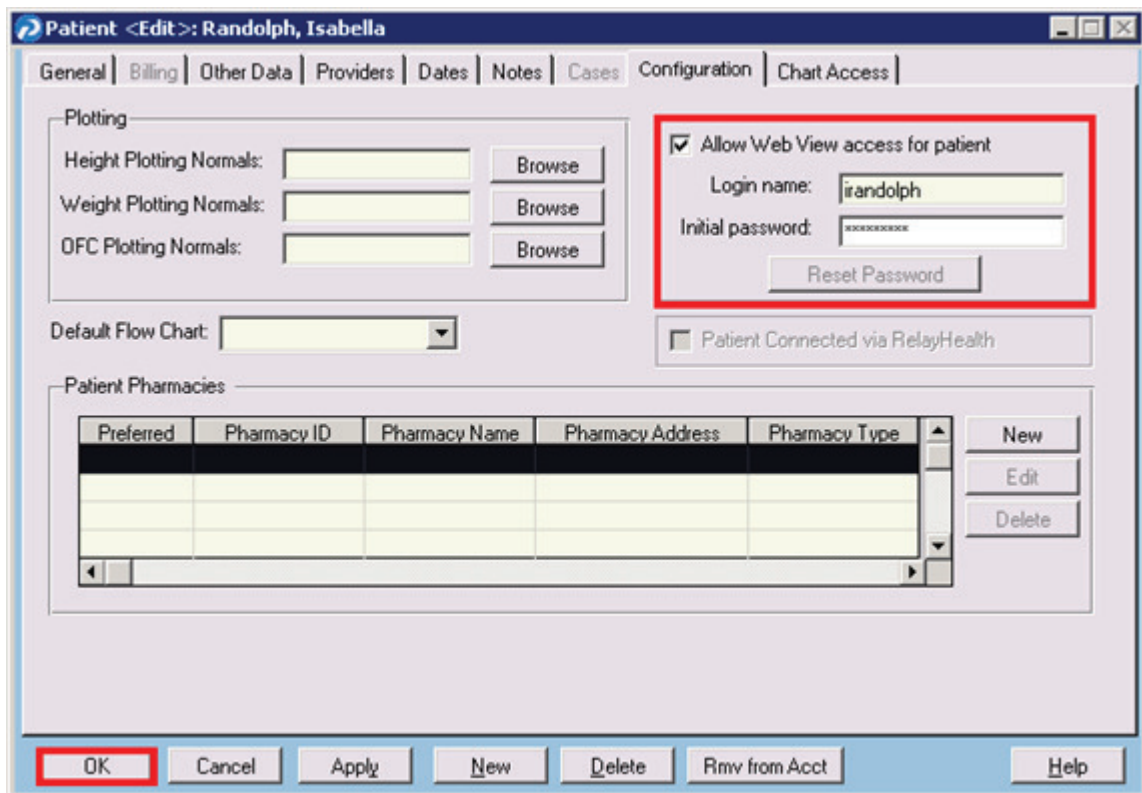 Patient <Edit>: Randolph, Isabella
General Billing Other Data Providers Dates Notes Cases Configuration Chart Access
Plotting
Height Plotting Normals: Browse
Weight Plotting Normals: Browse
OFC Plotting Normals: Browse
Allow Web View access for patient
Login name: irandolph
Initial password: *********
Reset Password
Default Flow Chart:
Patient Connected via RelayHealth
Patient Pharmacies
Preferred Pharmacy ID Pharmacy Name Pharmacy Address Pharmacy Type
New
Edit
Delete
OK Cancel Apply New Delete Rmv from Acct Help